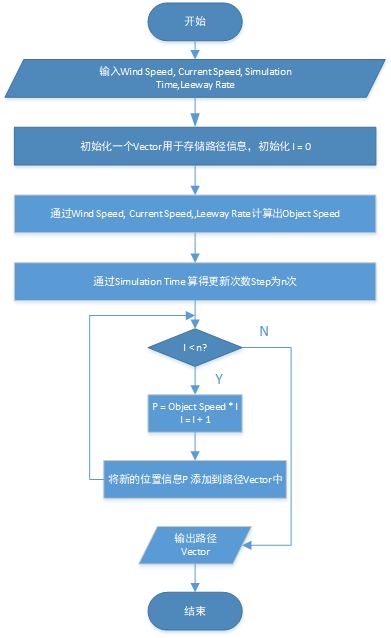 开始
输入Wind Speed, Current Speed, Simulation
Time,Leeway Rate
初始化一个Vector用于存储路径信息，初始化 I = 0
通过Wind Speed, Current Speed,,Leeway Rate计算出Object Speed
通过Simulation Time 算得更新次数Step为n次
I < n?
N
Y
P = Object Speed * I
I = I + 1
将新的位置信息P 添加到路径Vector中
输出路径
Vector
结束